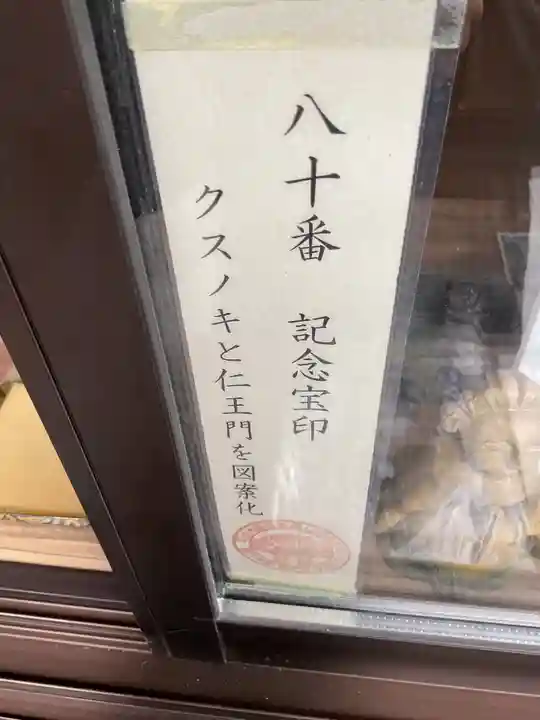 八十番 記念宝印
クスノキと仁王門を図案化